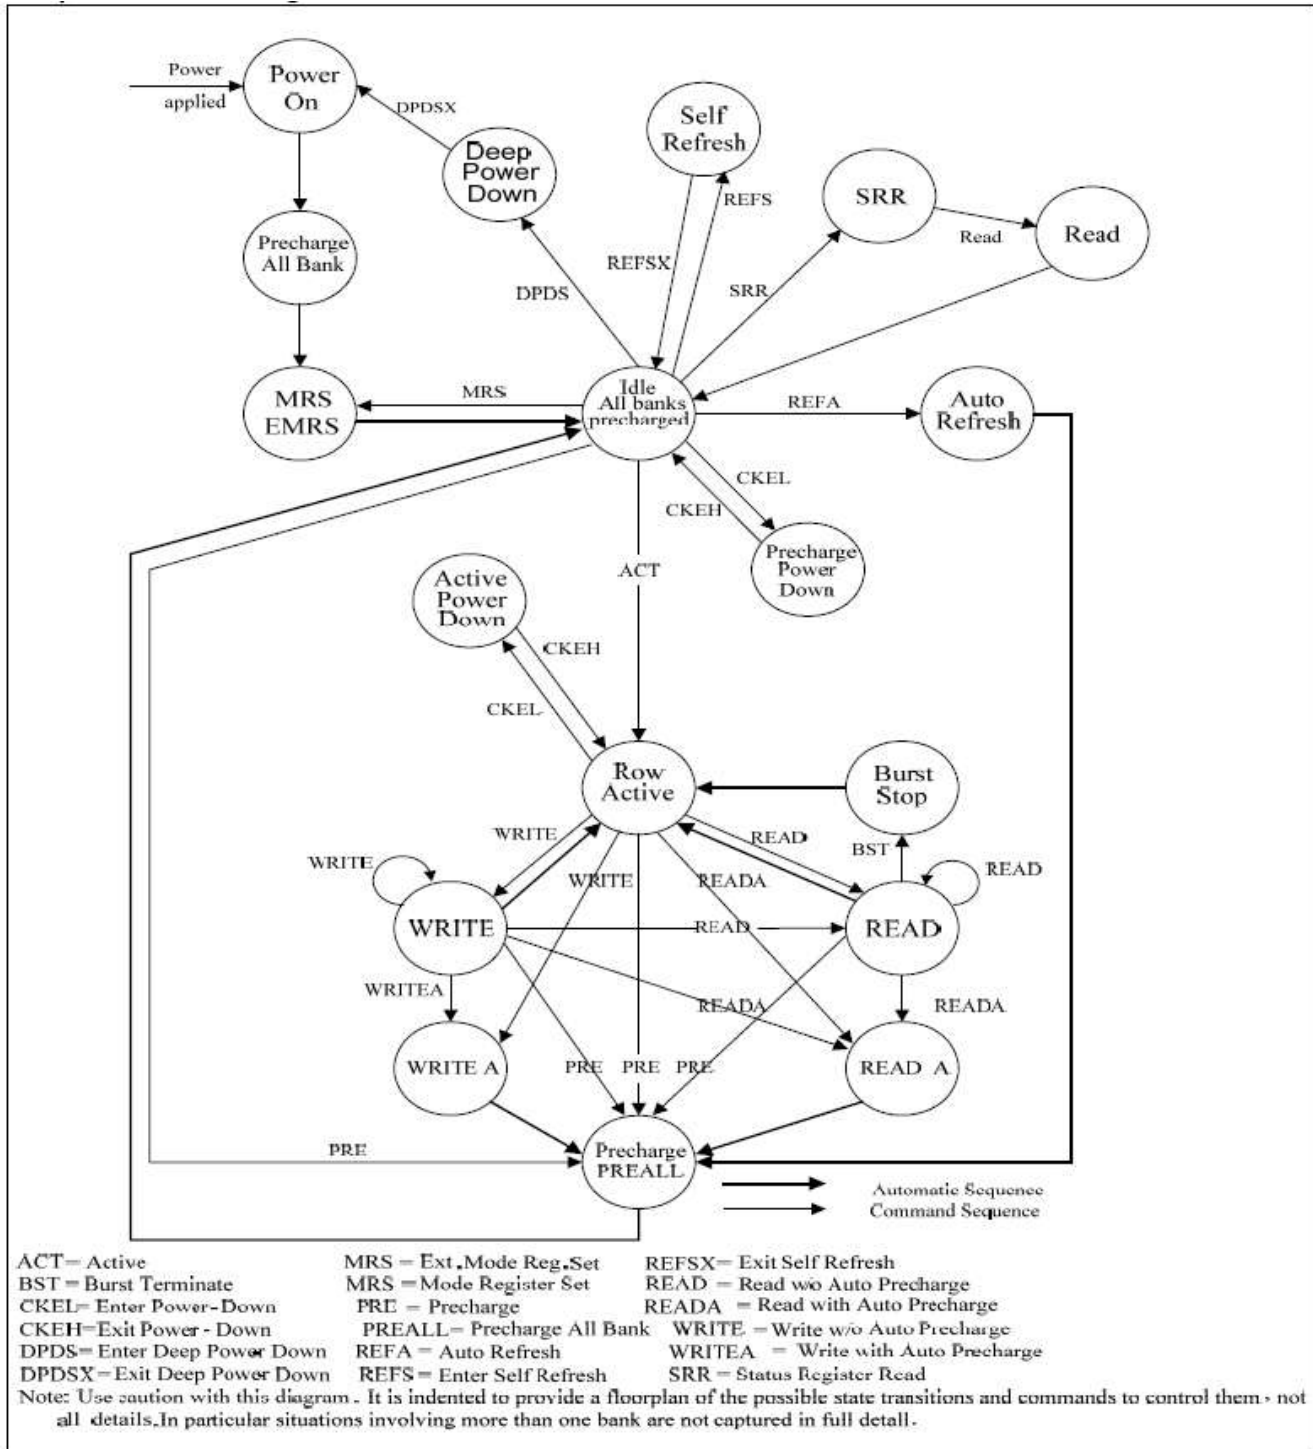 Power
applied
Power
On
DPDSX
Deep
Power
Down
Self
Refresh
REFS
REFSX
SRR
Read
Read
Precharge
All Bank
DPDS
SRR
MRS
EMRS
MRS
Idle
All banks
precharged
REFA
Auto
Refresh
CKEL
CKEH
Precharge
Power
Down
ACT
Active
Power
Down
CKEH
CKEL
Row
Active
Burst
Stop
WRITE
READ
BST
WRITE
WRITE
READA
READ
WRITE
READ
READ
WRITEA
READA
READA
WRITE A
PRE
PRE
PRE
READ A
PRE
Precharge
PREALL
Automatic Sequence
Command Sequence
ACT= Active
BST = Burst Terminate
CKEL= Enter Power-Down
CKEH=Exit Power - Down
DPDS= Enter Deep Power Down
DPDSX= Exit Deep Power Down
MRS = Ext .Mode Reg.Set
MRS = Mode Register Set
PRE = Precharge
PREALL= Precharge All Bank
REFA = Auto Refresh
REFS = Enter Self Refresh
REFSX= Exit Self Refresh
READ = Read w/o Auto Precharge
READA = Read with Auto Precharge
WRITE = Write w/o Auto Precharge
WRITEA = Write with Auto Precharge
SRR = Status Register Read
Note: Use caution with this diagram . It is indented to provide a floorplan of the possible state transitions and commands to control them , not
all details.In particular situations involving more than one bank are not captured in full detall.